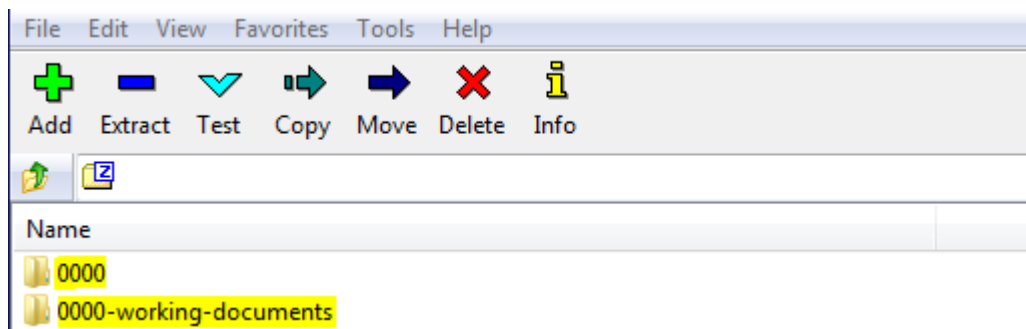 File Edit View Favorites Tools Help
Add Extract Test Copy Move Delete Info
Name
0000
0000-working-documents